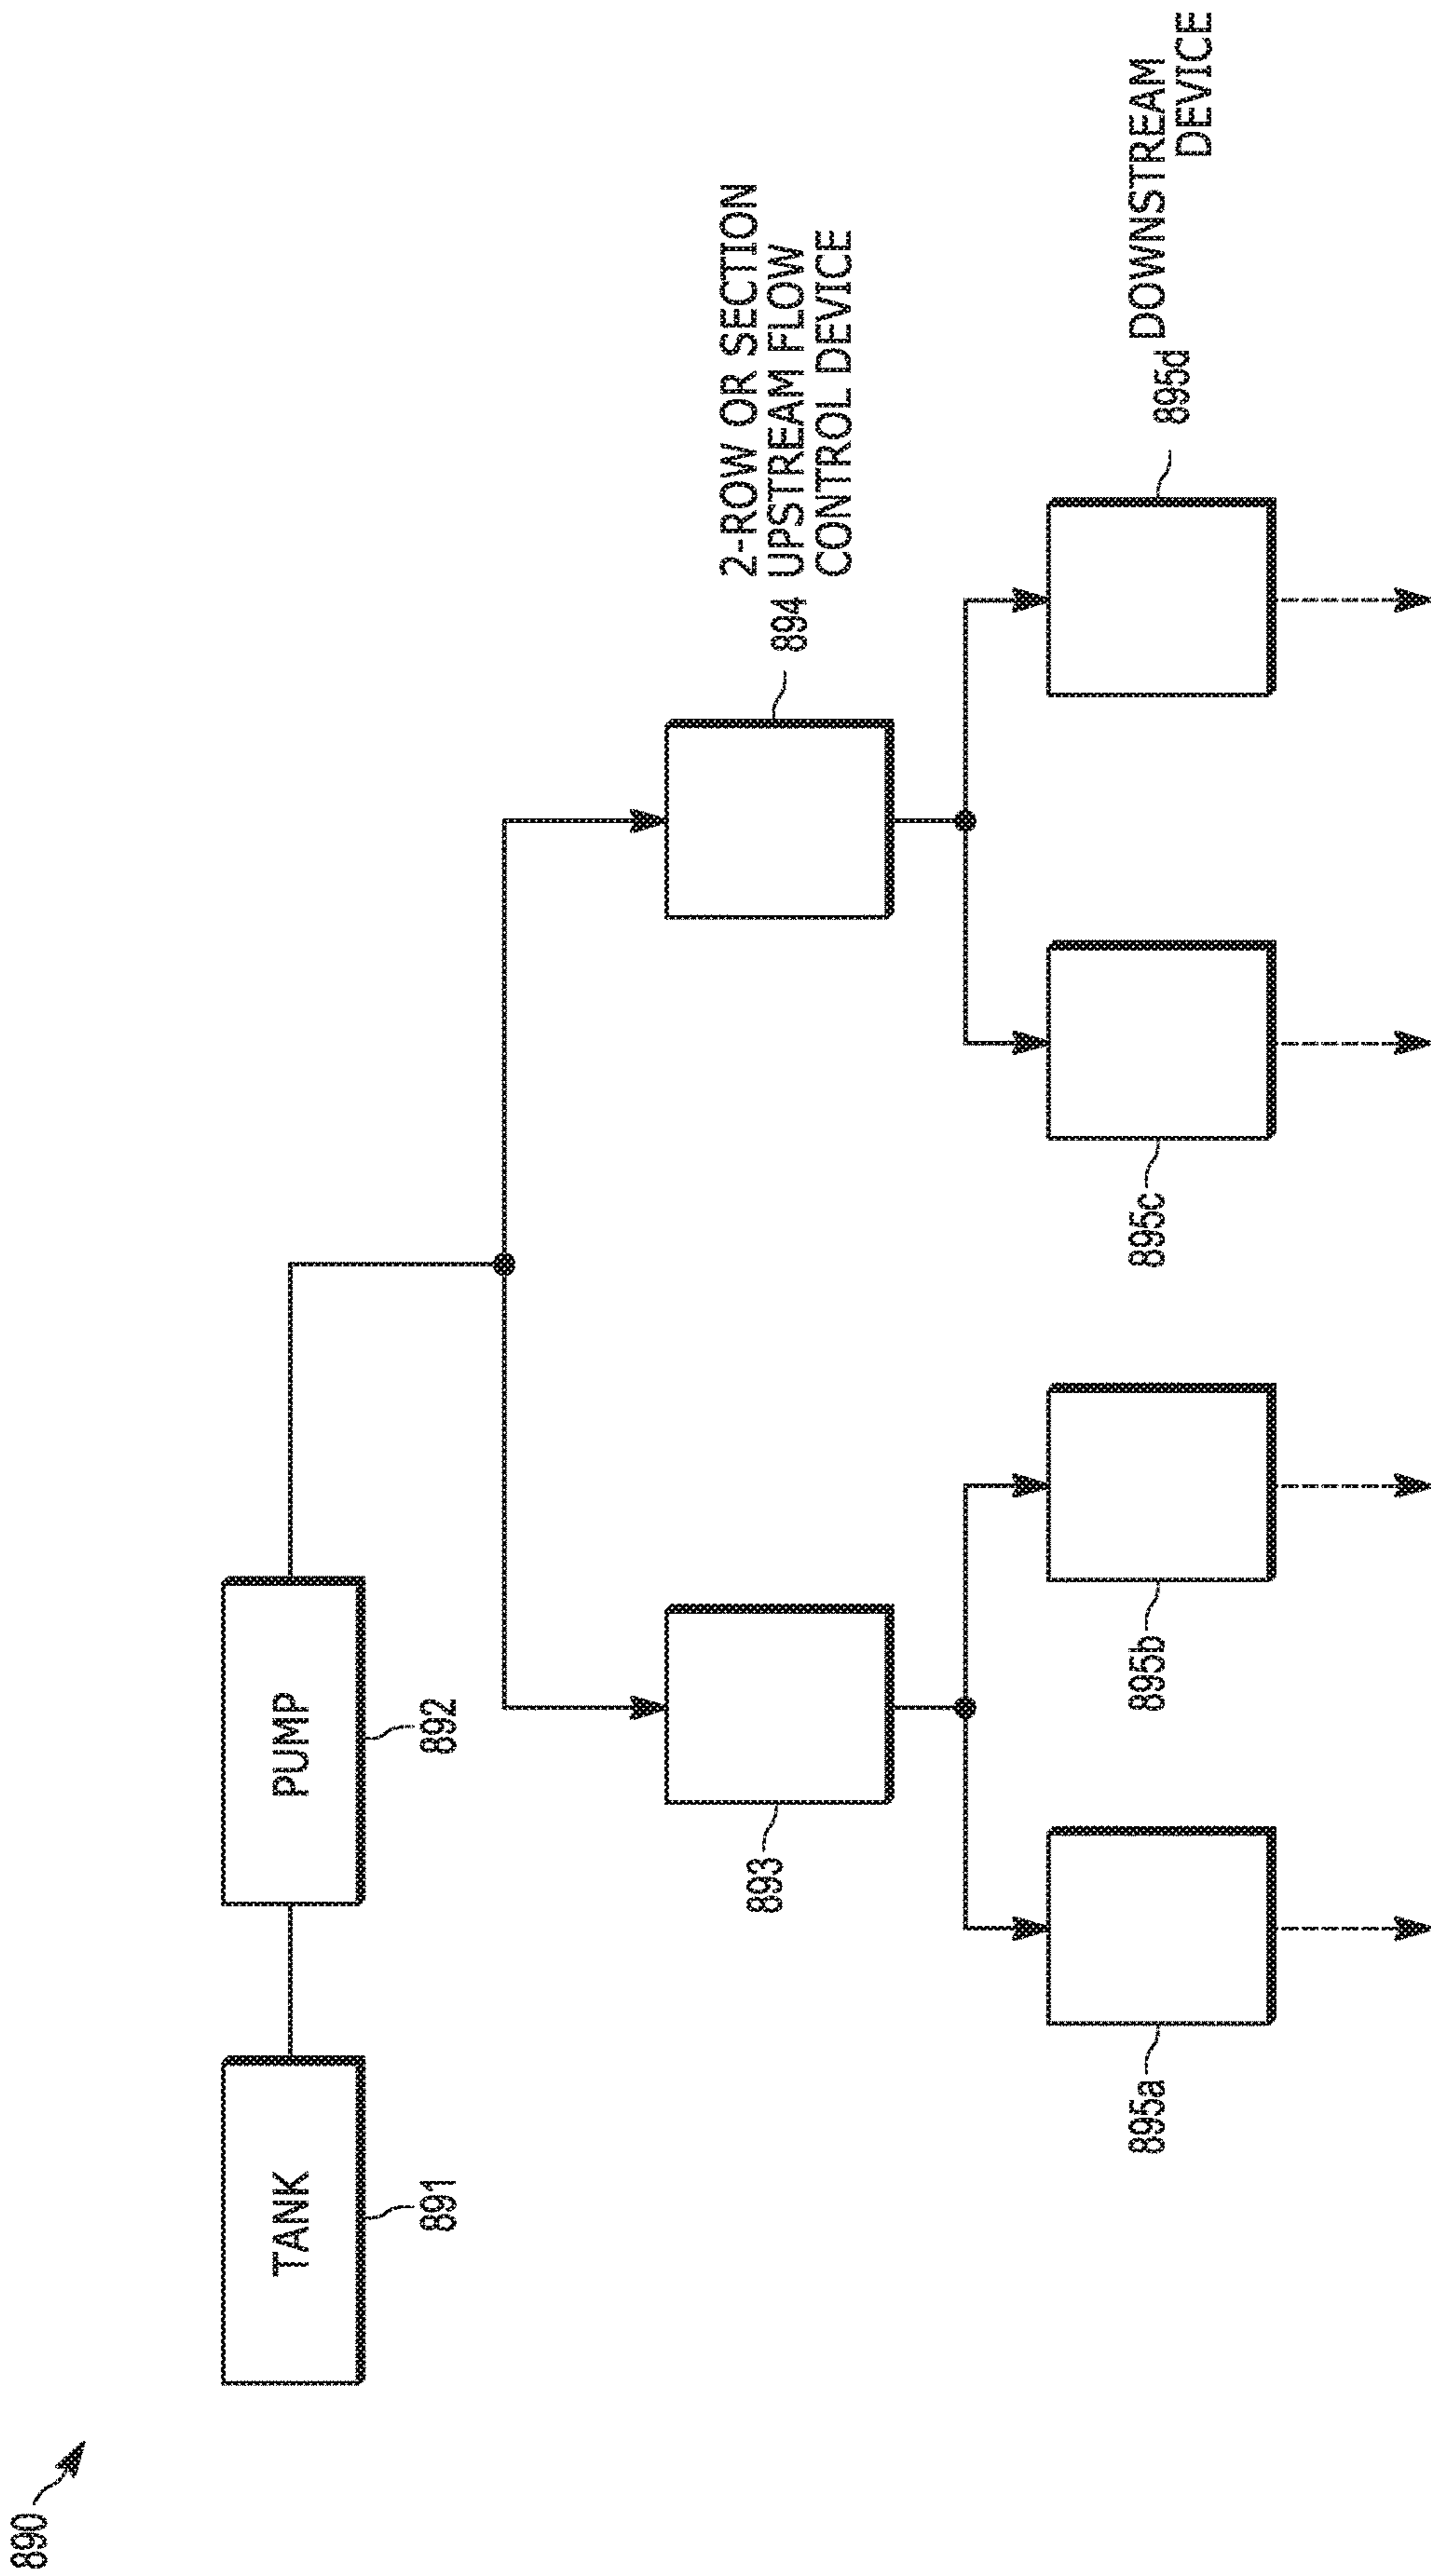 890
TANK
891
PUMP
892
893
2-ROW OR SECTION
894 UPSTREAM FLOW
CONTROL DEVICE
895a
895b
895c
DOWNSTREAM
895d DEVICE